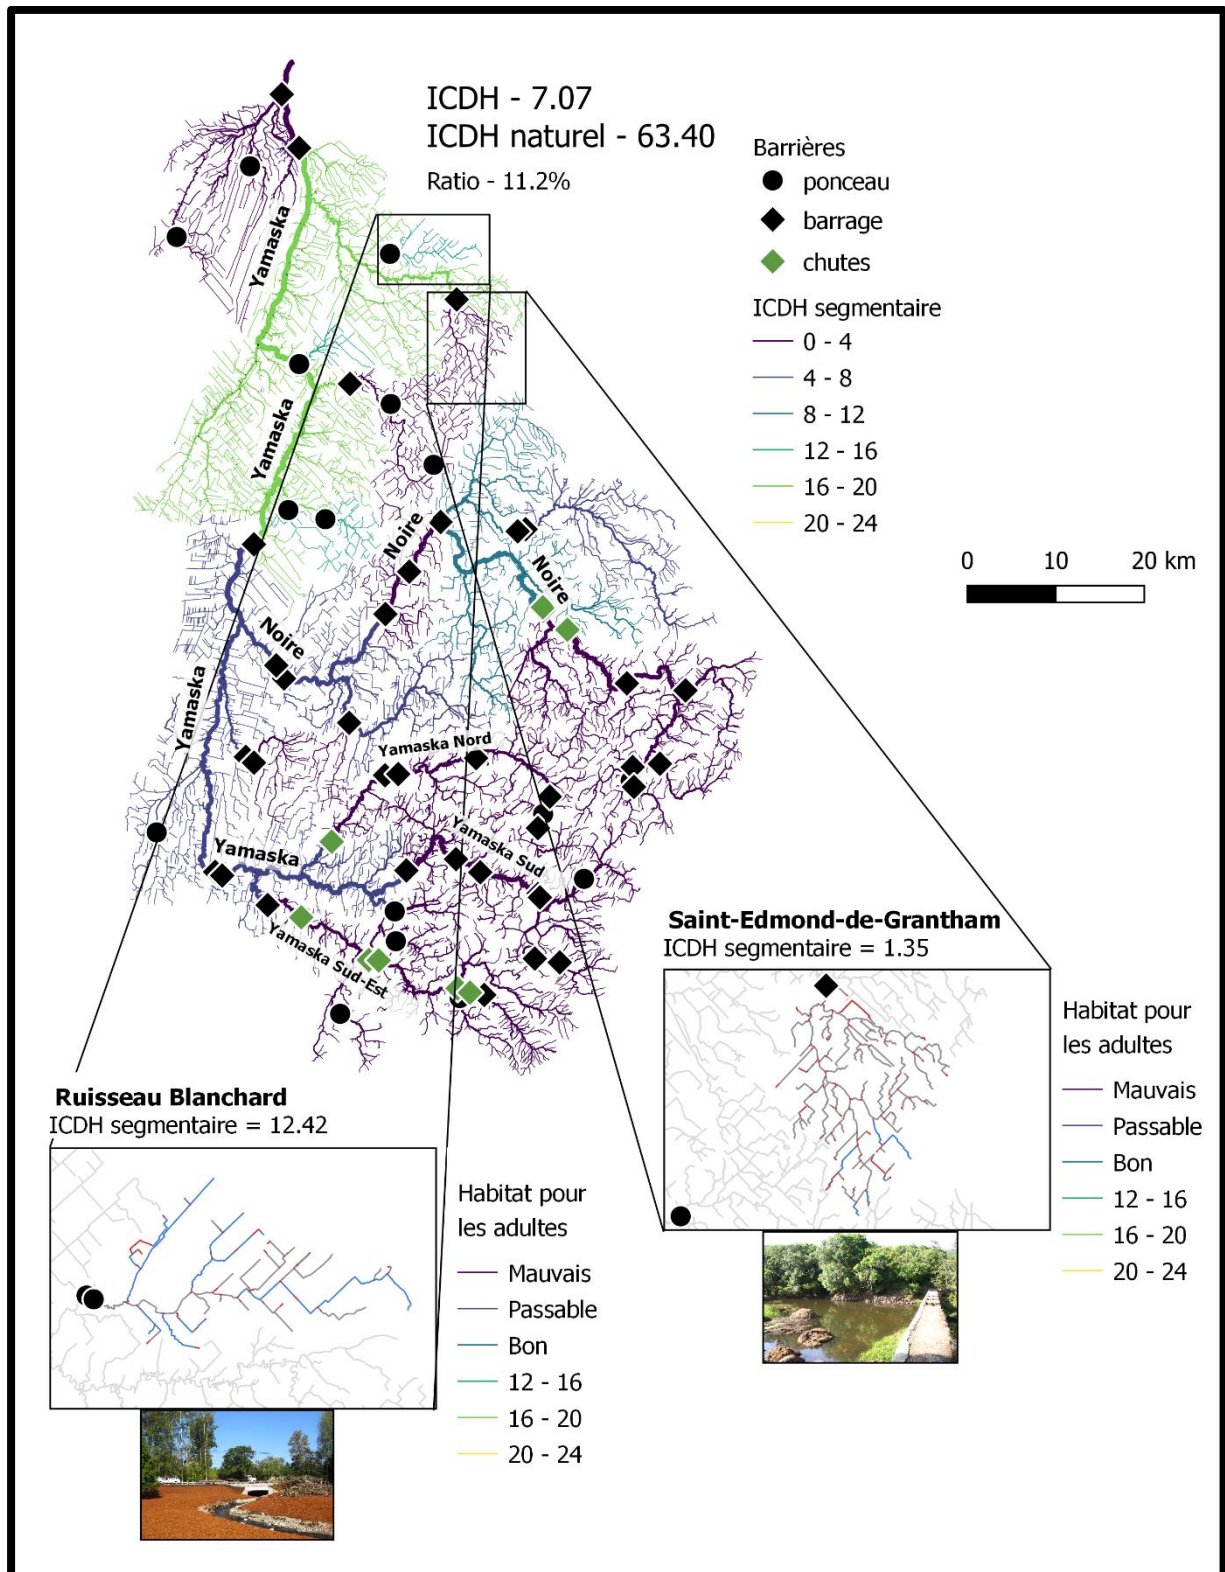 ICDH - 7.07
ICDH naturel - 63.40
Ratio - 11.2%
Barrières
ponceau
barrage
chutes
ICDH segmentaire
0 - 4
4 - 8
8 - 12
12 - 16
16 - 20
20 - 24
0 10 20 km
Yamaska
Yamaska
Noire
Noire
Noire
Yamaska
Yamaska Nord
Yamaska Sud
Yamaska
Yamaska Sud-Est
Saint-Edmond-de-Grantham
ICDH segmentaire = 1.35
Habitat pour
les adultes
Mauvais
Passable
Bon
12 - 16
16 - 20
20 - 24
Ruisseau Blanchard
ICDH segmentaire = 12.42
Habitat pour
les adultes
Mauvais
Passable
Bon
12 - 16
16 - 20
20 - 24